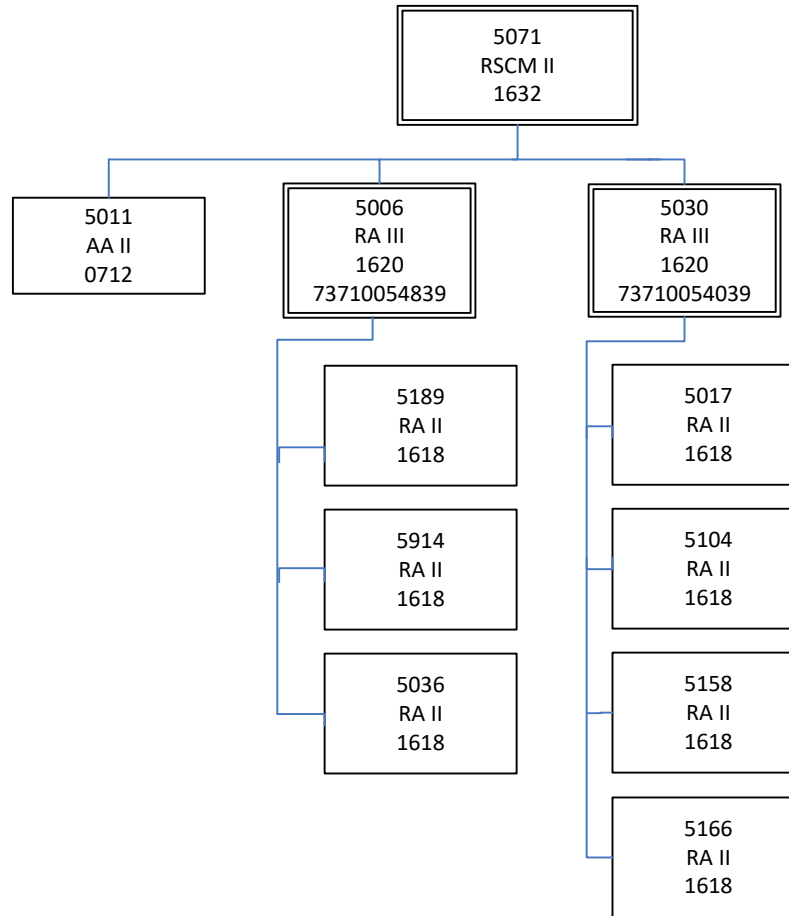 5071
RSCM II
1632
5011
AA II
0712
5006
RA III
1620
73710054839
5030
RA III
1620
73710054039
5189
RA II
1618
5914
RA II
1618
5036
RA II
1618
5017
RA II
1618
5104
RA II
1618
5158
RA II
1618
5166
RA II
1618